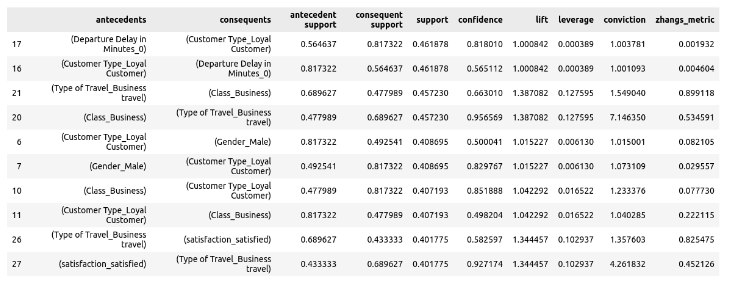 antecedents consequents antecedent support consequent support support confidence lift leverage conviction zhangs_metric
17 (Departure Delay in Minutes_0) (Customer Type_Loyal Customer) 0.564637 0.817322 0.461878 0.818010 1.000842 0.000389 1.003781 0.001932
16 (Customer Type_Loyal Customer) (Departure Delay in Minutes_0) 0.817322 0.564637 0.461878 0.565112 1.000842 0.000389 1.001093 0.004604
21 (Type of Travel_Business travel) (Class_Business) 0.689627 0.477989 0.457230 0.663010 1.387082 0.127595 1.549040 0.899118
20 (Class_Business) (Type of Travel_Business travel) 0.477989 0.689627 0.457230 0.956569 1.387082 0.127595 7.146350 0.534591
6 (Customer Type_Loyal Customer) (Gender_Male) 0.817322 0.492541 0.408695 0.500041 1.015227 0.006130 1.015001 0.082105
7 (Gender_Male) (Customer Type_Loyal Customer) 0.492541 0.817322 0.408695 0.829767 1.015227 0.006130 1.073109 0.029557
10 (Class_Business) (Customer Type_Loyal Customer) 0.477989 0.817322 0.407193 0.851888 1.042292 0.016522 1.233376 0.077730
11 (Customer Type_Loyal Customer) (Class_Business) 0.817322 0.477989 0.407193 0.498204 1.042292 0.016522 1.040285 0.222115
26 (Type of Travel_Business travel) (satisfaction_satisfied) 0.689627 0.433333 0.401775 0.582597 1.344457 0.102937 1.357603 0.825475
27 (satisfaction_satisfied) (Type of Travel_Business travel) 0.433333 0.689627 0.401775 0.927174 1.344457 0.102937 4.261832 0.452126